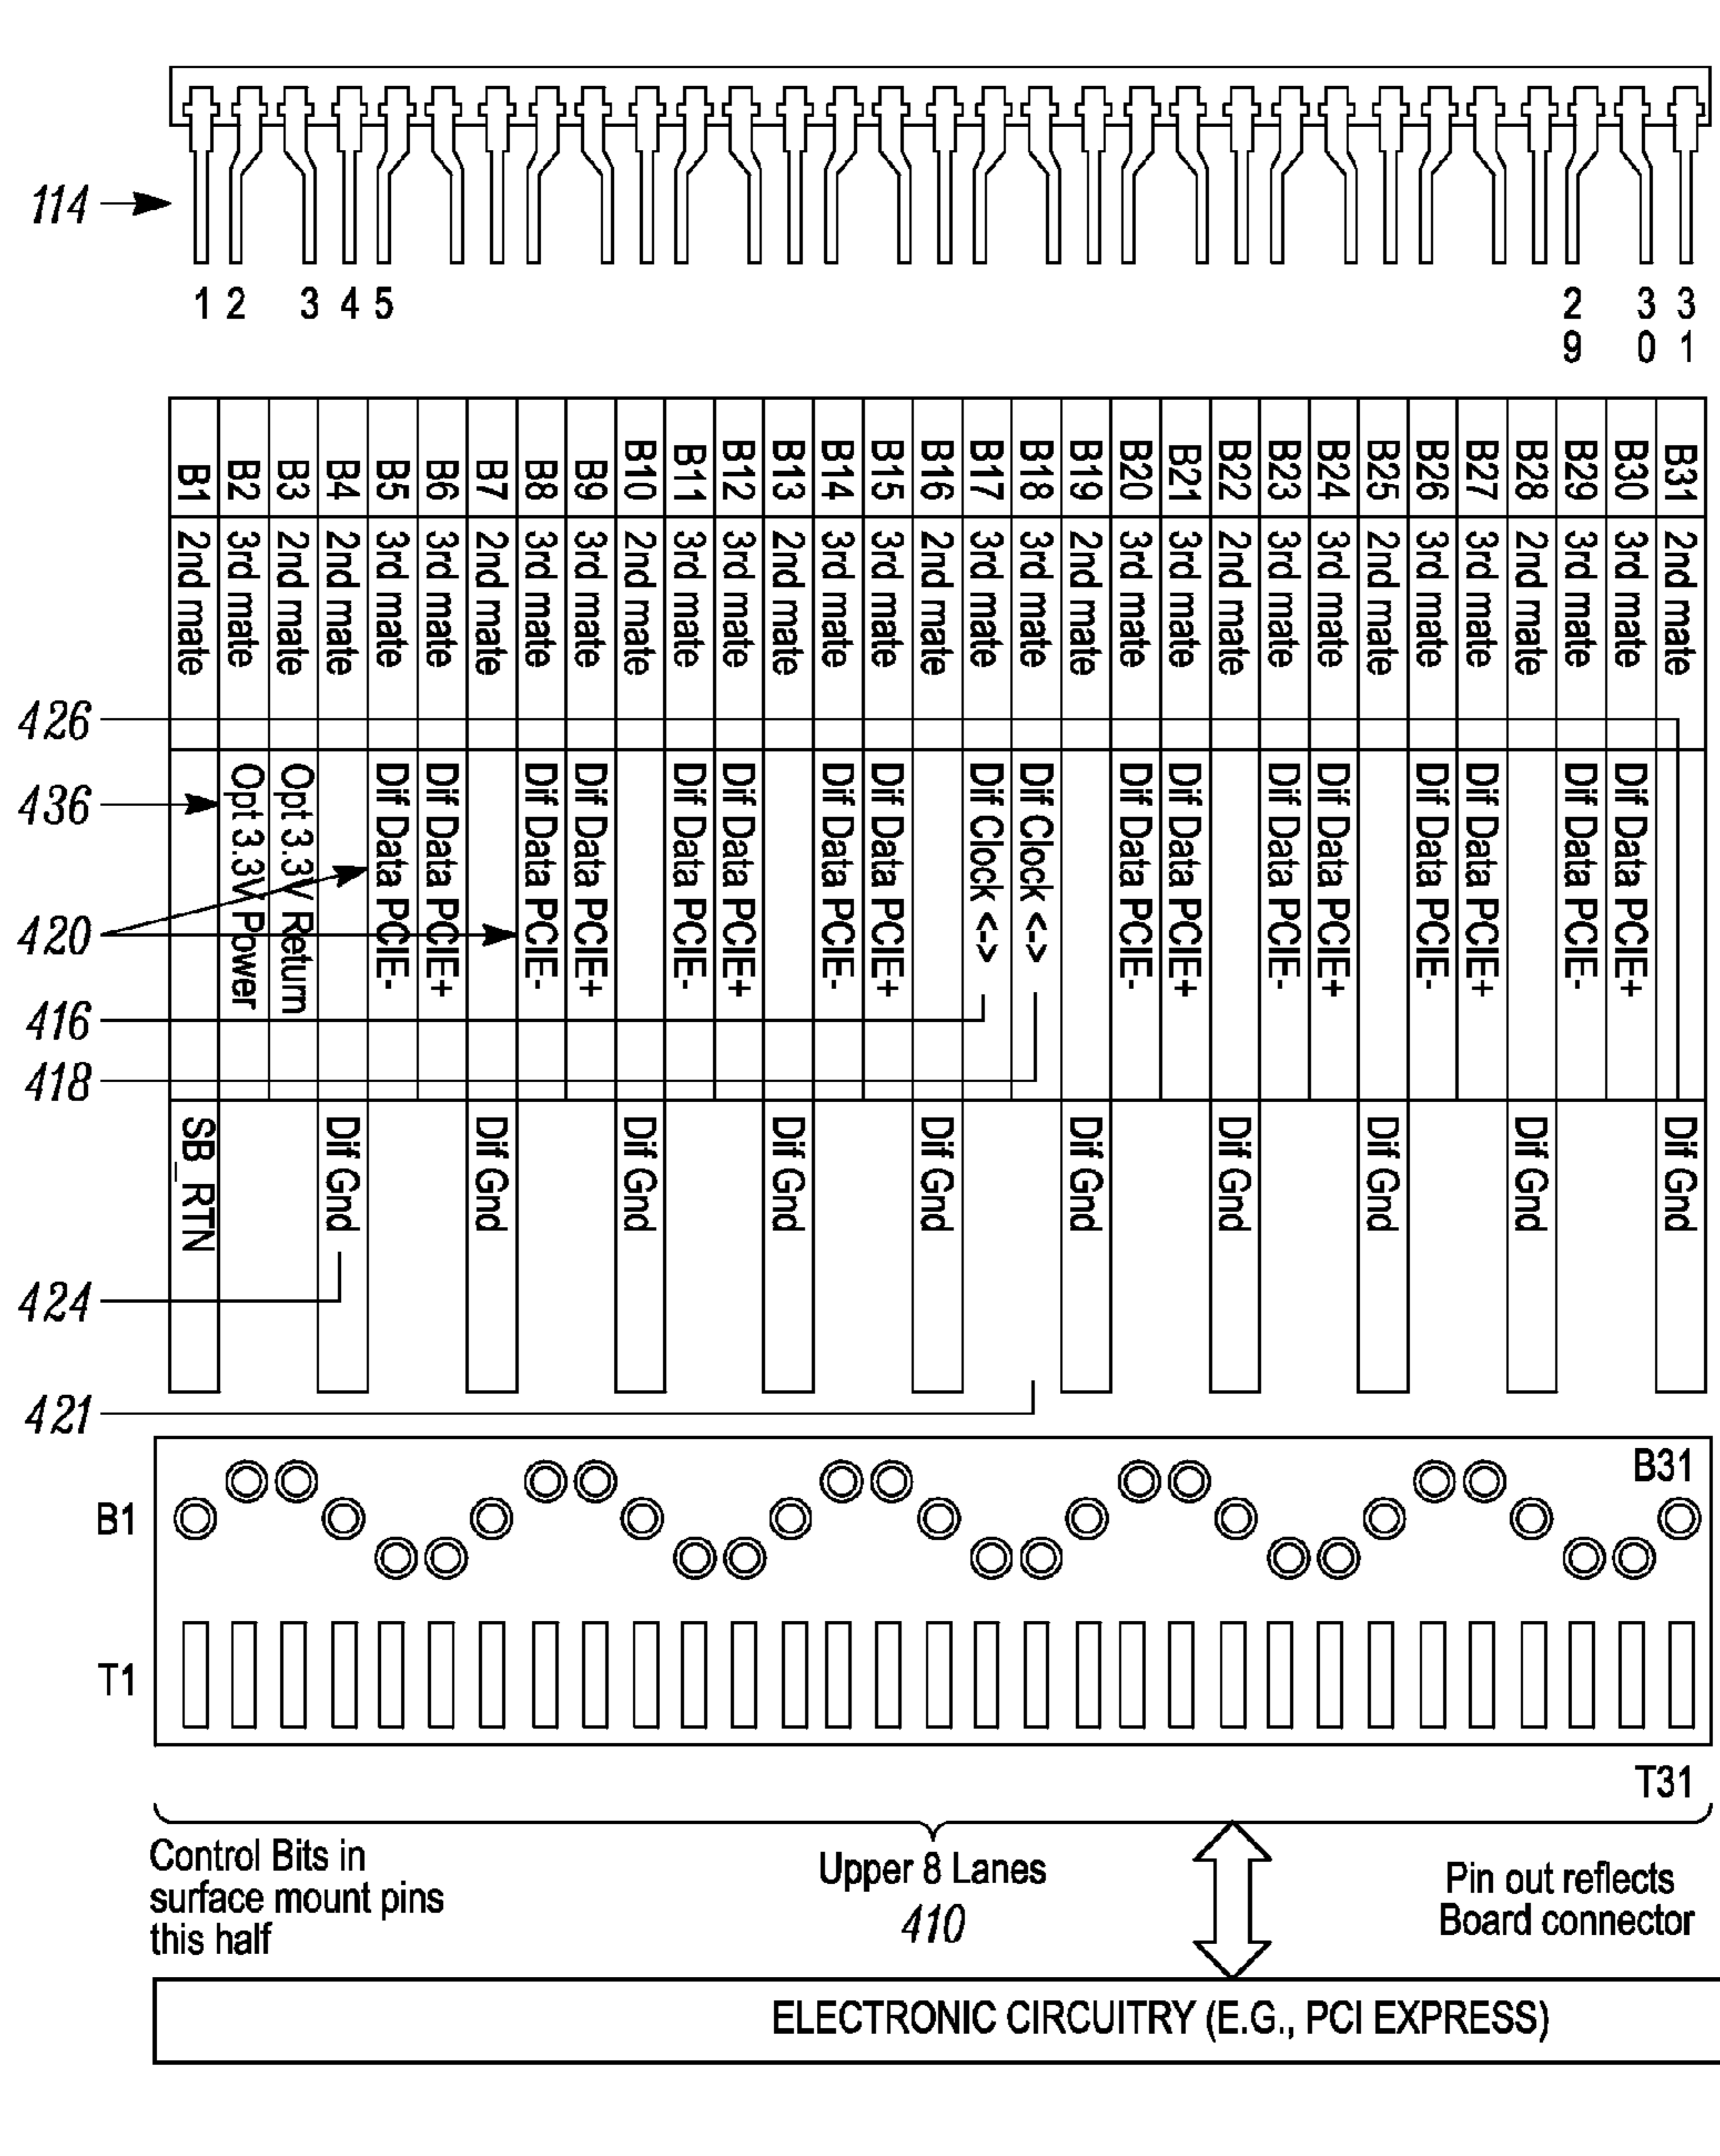 114
1 2 3 4 5 29 30 31
B1 B2 B3 B4 B5 B6 B7 B8 B9 B10 B11 B12 B13 B14 B15 B16 B17 B18 B19 B20 B21 B22 B23 B24 B25 B26 B27 B28 B29 B30 B31
2nd mate 3rd mate 2nd mate 2nd mate 3rd mate 3rd mate 2nd mate 3rd mate 3rd mate 2nd mate 3rd mate 3rd mate 2nd mate 3rd mate 3rd mate 2nd mate 3rd mate 3rd mate 2nd mate 3rd mate 3rd mate 2nd mate 3rd mate 3rd mate 2nd mate 3rd mate 3rd mate 2nd mate 3rd mate 3rd mate 2nd mate
426
436
Opt 3.3V Power
Opt 3.3V Return
Dif Data PCIE-
Dif Data PCIE+
Dif Data PCIE-
Dif Data PCIE+
Dif Data PCIE-
Dif Data PCIE+
Dif Data PCIE-
Dif Data PCIE+
Dif Clock <->
Dif Clock <->
Dif Data PCIE-
Dif Data PCIE+
Dif Data PCIE-
Dif Data PCIE+
Dif Data PCIE-
Dif Data PCIE+
Dif Data PCIE-
Dif Data PCIE+
420
416
418
SB_RTN
Dif Gnd
Dif Gnd
Dif Gnd
Dif Gnd
Dif Gnd
Dif Gnd
Dif Gnd
Dif Gnd
Dif Gnd
Dif Gnd
424
421
B31
B1
T1
T31
Control Bits in
surface mount pins
this half
Upper 8 Lanes
410
Pin out reflects
Board connector
ELECTRONIC CIRCUITRY (E.G., PCI EXPRESS)